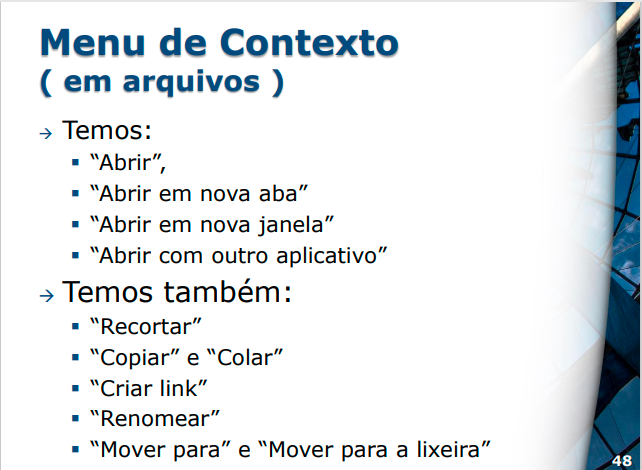 Menu de Contexto
( em arquivos )
→ Temos:
▪ “Abrir”,
▪ “Abrir em nova aba”
▪ “Abrir em nova janela”
▪ “Abrir com outro aplicativo”
→ Temos também:
▪ “Recortar”
▪ “Copiar” e “Colar”
▪ “Criar link”
▪ “Renomear”
▪ “Mover para” e “Mover para a lixeira”
48